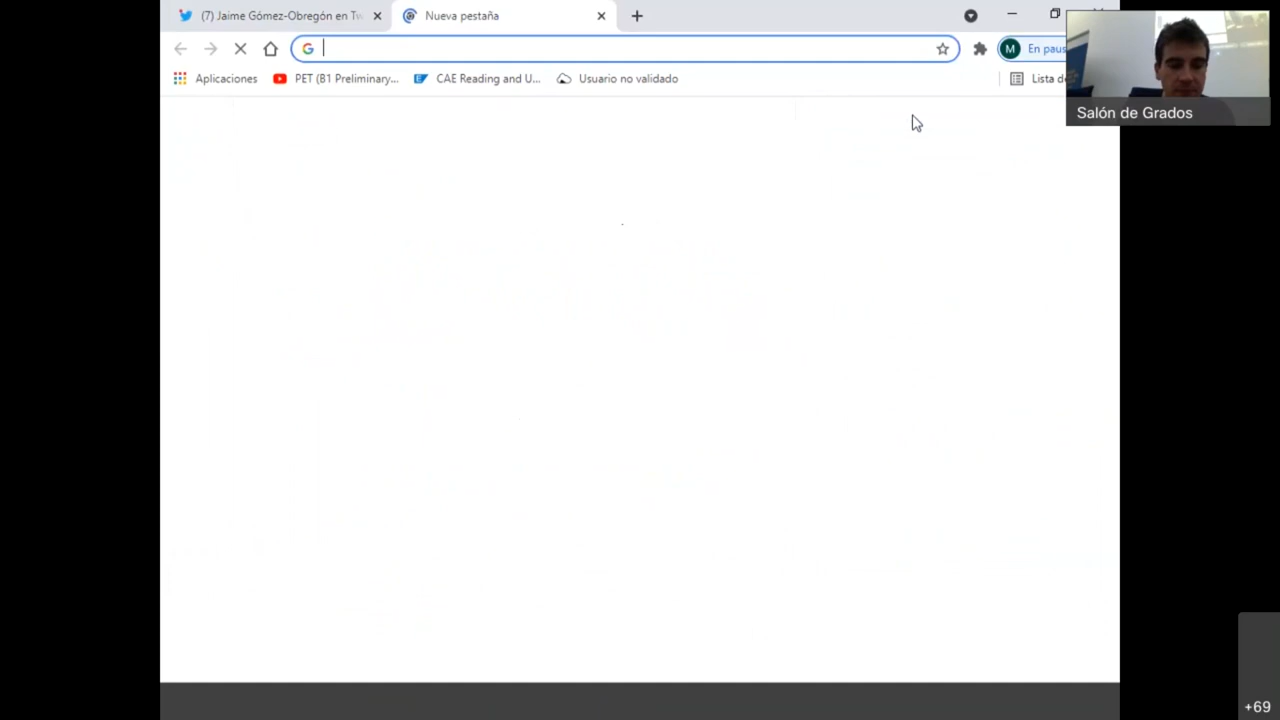 (7) Jaime Gómez-Obregón en Tw
Nueva pestaña
M
En paus
Aplicaciones
PET (B1 Preliminary...
CAE Reading and U...
Usuario no validado
Lista d
Salón de Grados
+69